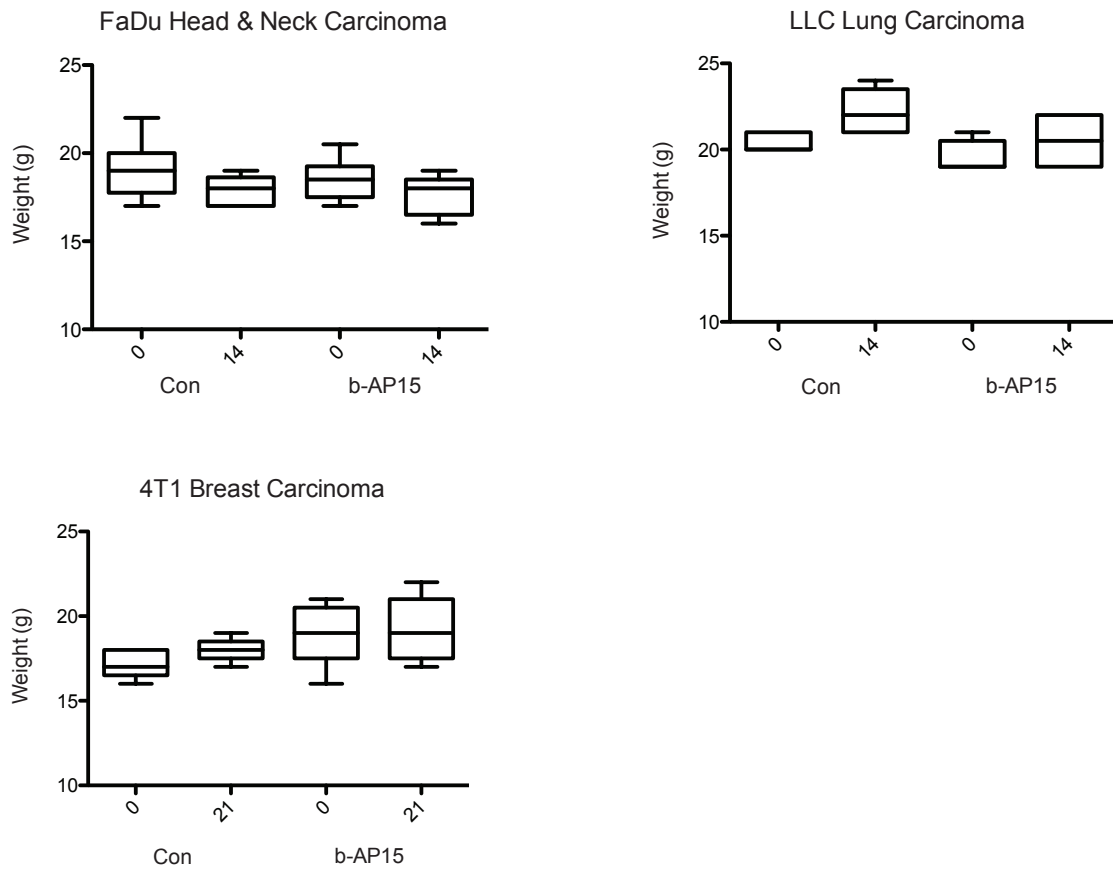 FaDu Head & Neck Carcinoma
25
20
15
10
Weight (g)
0 14 0 14
Con b-AP15
LLC Lung Carcinoma
25
20
15
10
Weight (g)
0 14 0 14
Con b-AP15
4T1 Breast Carcinoma
25
20
15
10
Weight (g)
0 21 0 21
Con b-AP15